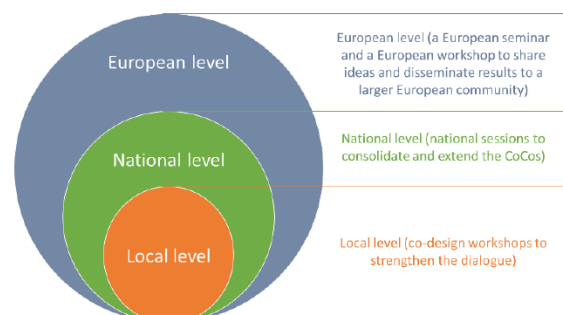 European level
National level
Local level
European level (a European seminar
and a European workshop to share
ideas and disseminate results to a
larger European community)
National level (national sessions to
consolidate and extend the CoCos)
Local level (co-design workshops to
strengthen the dialogue)